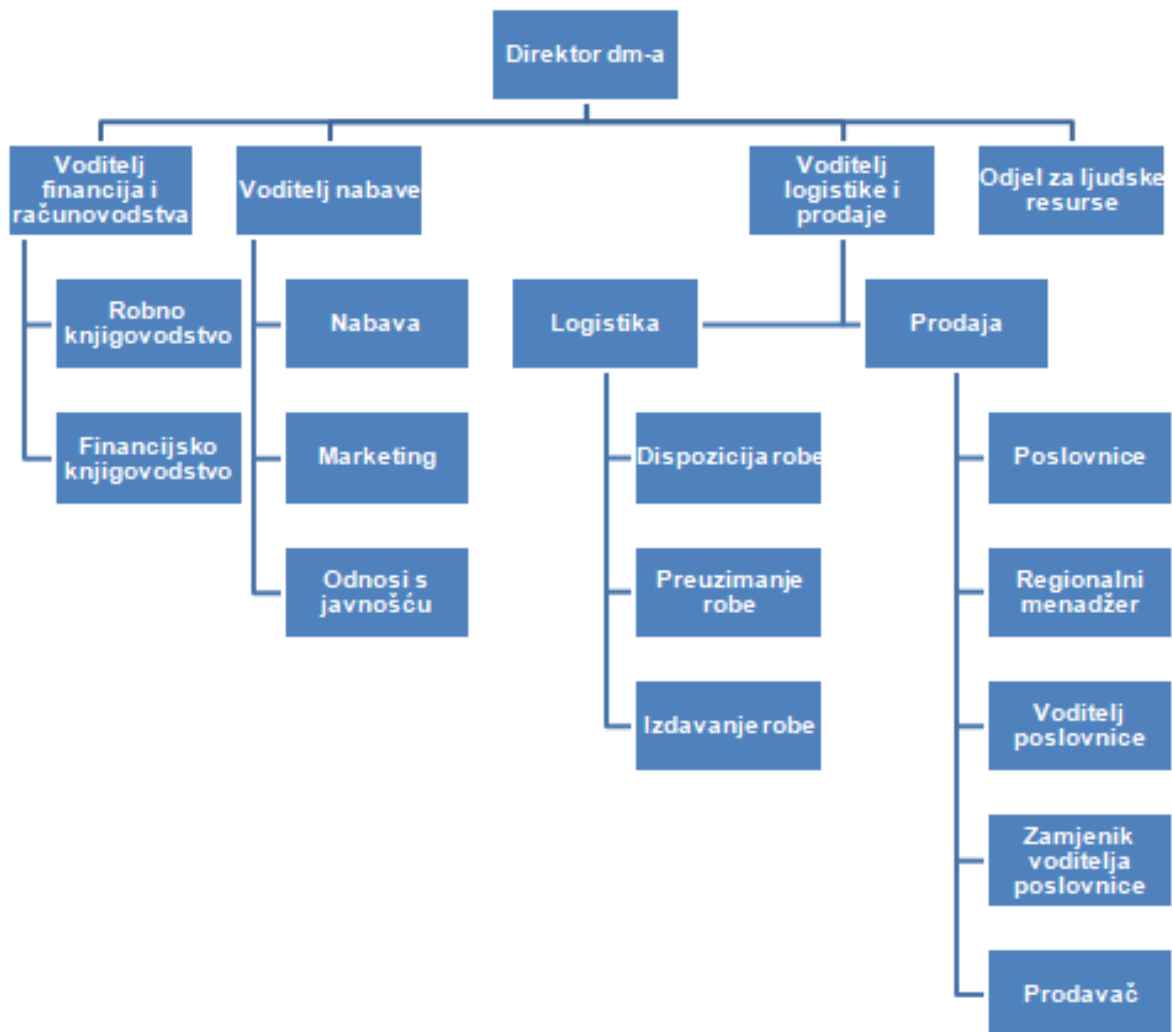 Direktor dm-a
Voditelj
financija i
računovodstva
Voditelj nabave
Voditelj
logistike i
prodaje
Odjel za ljudske
resurse
Robno
knjigovodstvo
Nabava
Logistika
Prodaja
Financijsko
knjigovodstvo
Marketing
Dispozicija robe
Poslovnice
Odnosi s
javnošću
Preuzimanje
robe
Regionalni
menadžer
Izdavanje robe
Voditelj
poslovnice
Zamjenik
voditelja
poslovnice
Prodavač